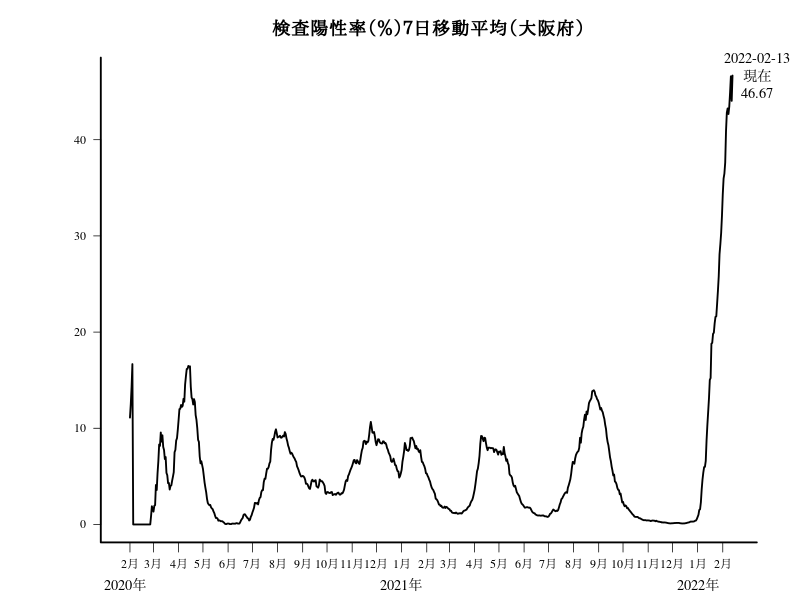 検査陽性率(%)7日移動平均(大阪府)
2022-02-13
現在
46.67
40
30
20
10
0
2月 3月 4月 5月 6月 7月 8月 9月 10月 11月 12月 1月 2月 3月 4月 5月 6月 7月 8月 9月 10月 11月 12月 1月 2月
2020年 2021年 2022年